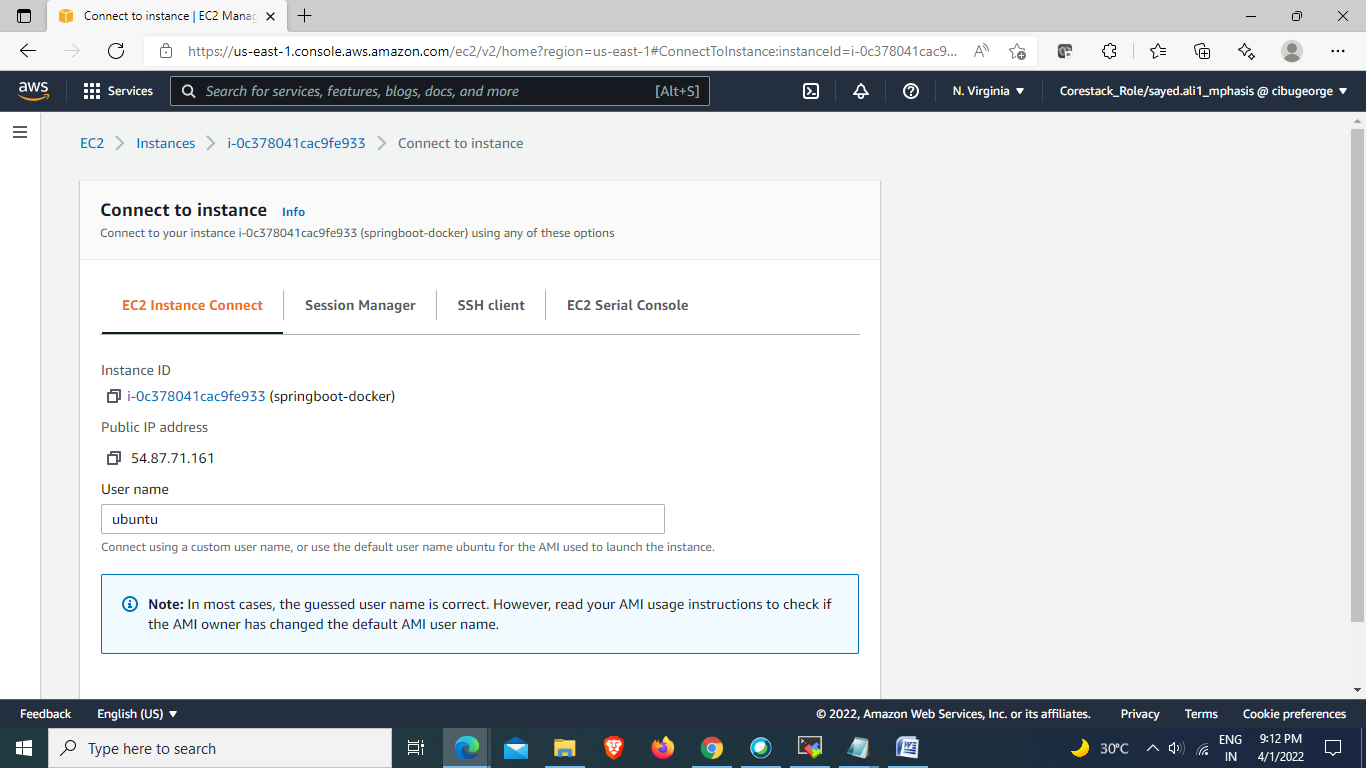 Connect to instance | EC2 Manag
https://us-east-1.console.aws.amazon.com/ec2/v2/home?region=us-east-1#ConnectToInstance:instanceId=i-0c378041cac9...
aws
Services
Search for services, features, blogs, docs, and more
[Alt+S]
N. Virginia
Corestack_Role/sayed.ali1_mphasis @ cibugeorge
EC2
Instances
i-0c378041cac9fe933
Connect to instance
Connect to instance Info
Connect to your instance i-0c378041cac9fe933 (springboot-docker) using any of these options
EC2 Instance Connect
Session Manager
SSH client
EC2 Serial Console
Instance ID
i-0c378041cac9fe933 (springboot-docker)
Public IP address
54.87.71.161
User name
ubuntu
Connect using a custom user name, or use the default user name ubuntu for the AMI used to launch the instance.
Note: In most cases, the guessed user name is correct. However, read your AMI usage instructions to check if
the AMI owner has changed the default AMI user name.
Feedback
English (US)
© 2022, Amazon Web Services, Inc. or its affiliates.
Privacy
Terms
Cookie preferences
Type here to search
30°C
ENG
IN
9:12 PM
4/1/2022